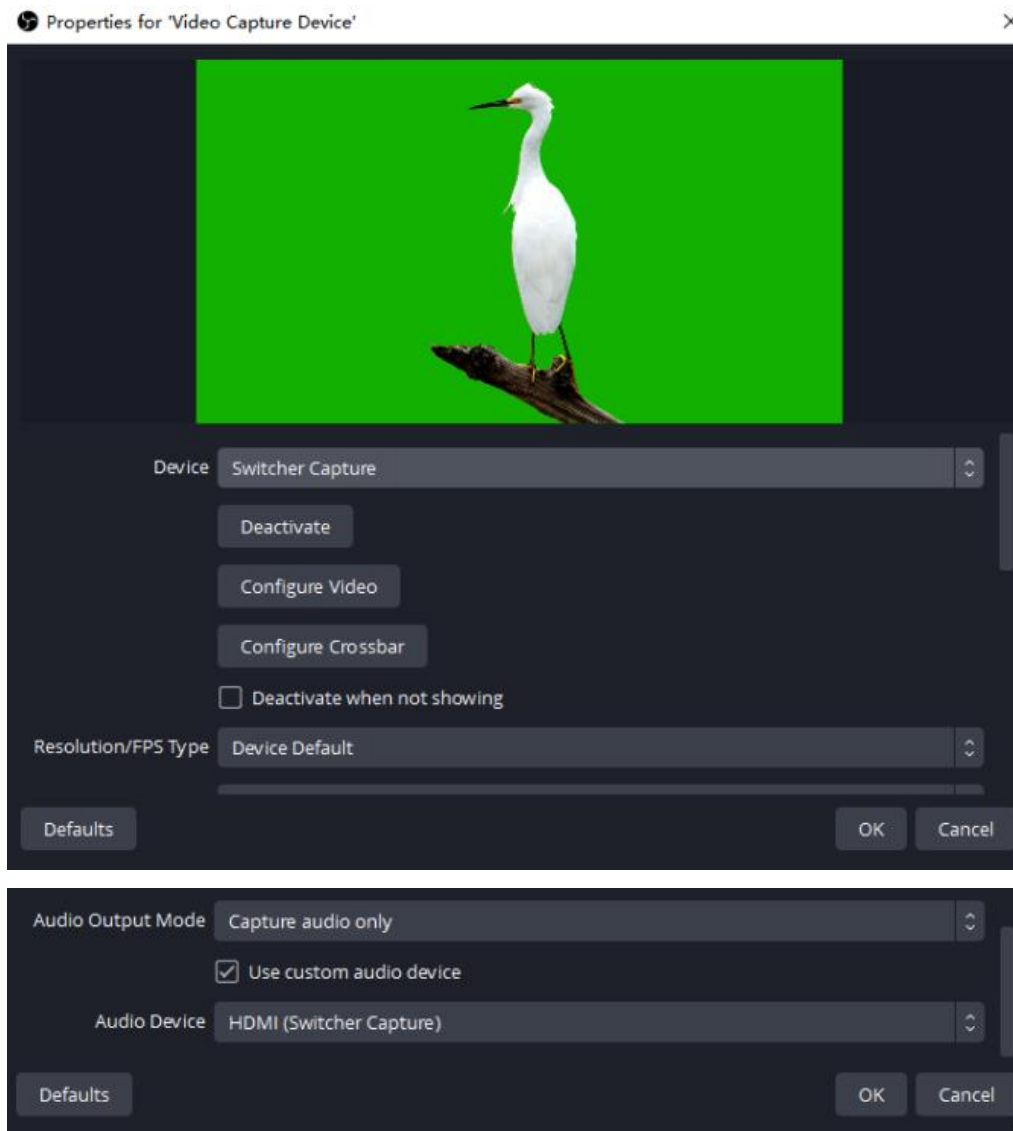 Properties for 'Video Capture Device'
Device Switcher Capture
Deactivate
Configure Video
Configure Crossbar
Deactivate when not showing
Resolution/FPS Type Device Default
Defaults OK Cancel
Audio Output Mode Capture audio only
Use custom audio device
Audio Device HDMI (Switcher Capture)
Defaults OK Cancel